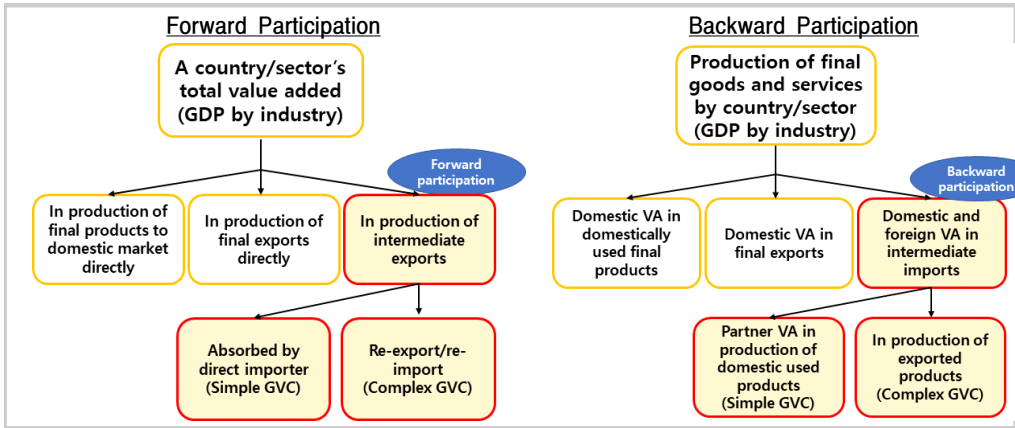 Forward Participation
A country/sector's
total value added
(GDP by industry)
Forward
participation
In production of
final products to
domestic market
directly
In production of
final exports
directly
In production of
intermediate
exports
Absorbed by
direct importer
(Simple GVC)
Re-export/re-
import
(Complex GVC)
Backward Participation
Production of final
goods and services
by country/sector
(GDP by industry)
Backward
participation
Domestic VA in
domestically
used final
products
Domestic VA in
final exports
Domestic and
foreign VA in
intermediate
imports
Partner VA in
production of
domestic used
products
(Simple GVC)
In production of
exported
products
(Complex GVC)